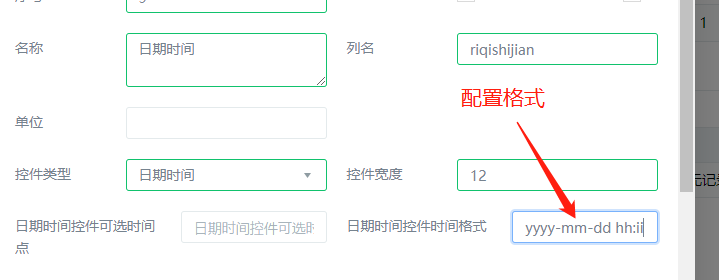 名称
日期时间
列名
riqishijian
配置格式
单位
控件类型
日期时间
控件宽度
12
日期时间控件可选时间
点
日期时间控件可选时
日期时间控件时间格式
yyyy-mm-dd hh:ii
1